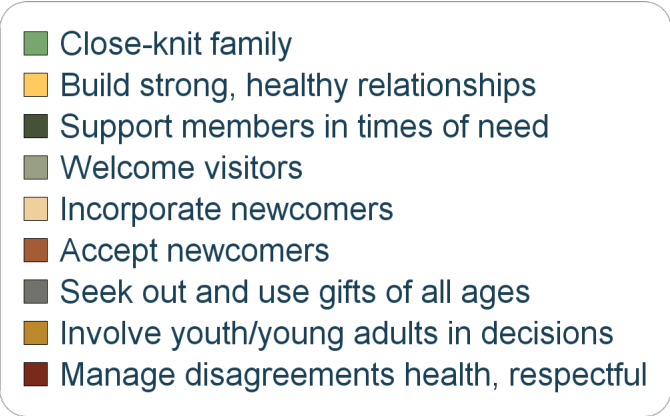 Close-knit family
Build strong, healthy relationships
Support members in times of need
Welcome visitors
Incorporate newcomers
Accept newcomers
Seek out and use gifts of all ages
Involve youth/young adults in decisions
Manage disagreements health, respectful